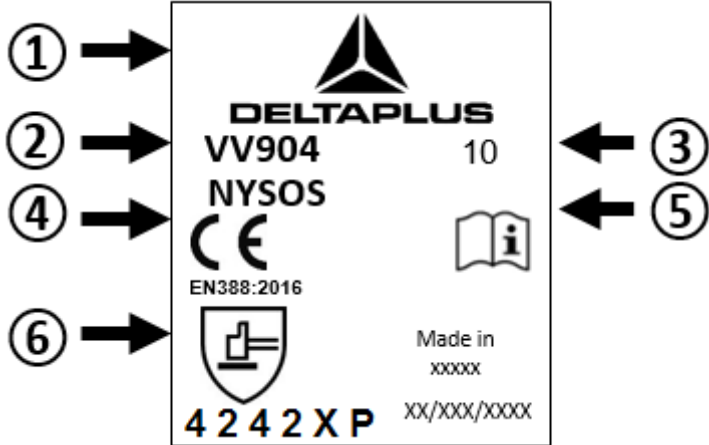 1
DELTAPLUS
2
VV904
10
3
NYSOS
4
CE
i
5
EN388:2016
6
Made in
xxxxx
4 2 4 2 X P
XX/XXX/XXXX